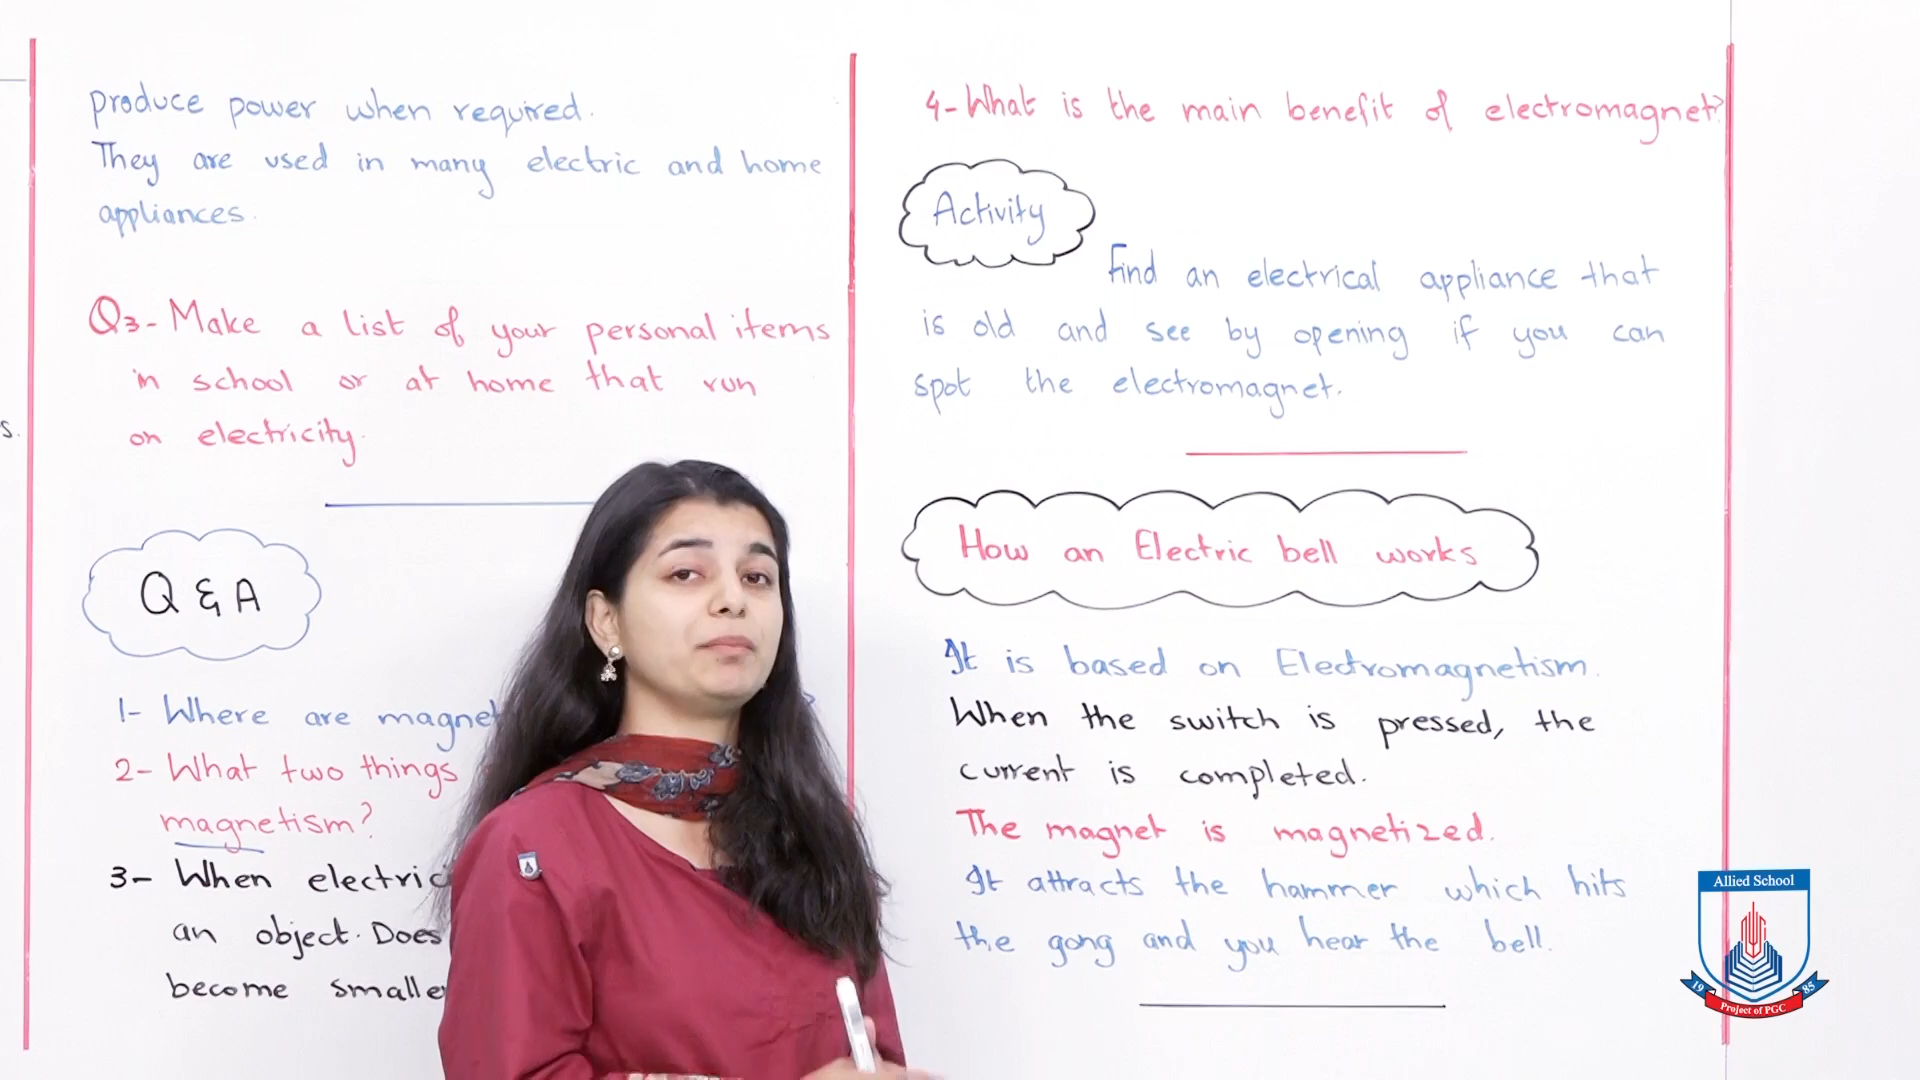 produce power when required.
They are used in many electric and home
appliances.
Q3- Make a list of your personal items
in school or at home that run
on electricity.
Q & A
1- Where are magnet
2- What two things
magnetism?
3- When electric
an object. Does
become smaller
s.
4- What is the main benefit of electromagnet?
Activity
Find an electrical appliance that
is old and see by opening if you can
spot the electromagnet.
How an Electric bell works
It is based on Electromagnetism.
When the switch is pressed, the
current is completed.
The magnet is magnetized.
It attracts the hammer which hits
the gong and you hear the bell.
Allied School
19 85
Project of PGC